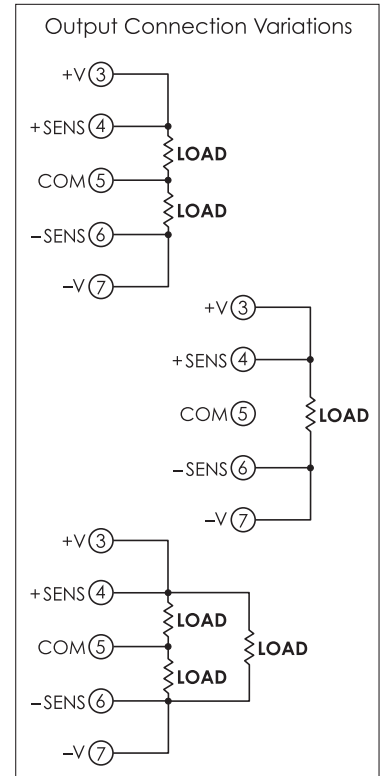 Output Connection Variations
+V 3
+SENS 4
LOAD
COM 5
LOAD
−SENS 6
−V 7
+V 3
+SENS 4
COM 5 LOAD
−SENS 6
−V 7
+V 3
+SENS 4
LOAD
COM 5 LOAD
LOAD
−SENS 6
−V 7